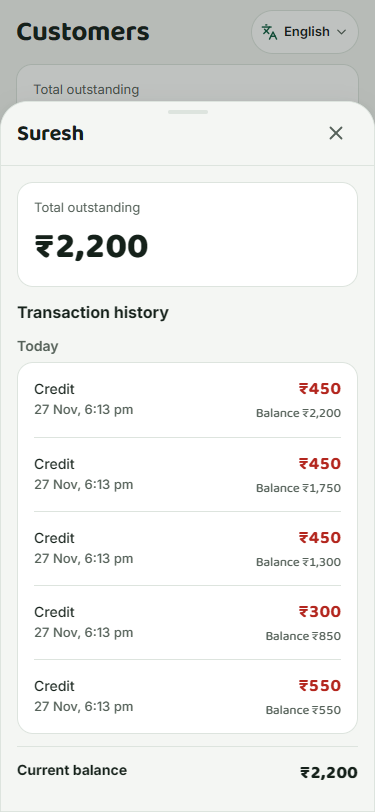 Customers
English
Total outstanding
Suresh
Total outstanding
₹2,200
Transaction history
Today
Credit ₹450
27 Nov, 6:13 pm Balance ₹2,200
Credit ₹450
27 Nov, 6:13 pm Balance ₹1,750
Credit ₹450
27 Nov, 6:13 pm Balance ₹1,300
Credit ₹300
27 Nov, 6:13 pm Balance ₹850
Credit ₹550
27 Nov, 6:13 pm Balance ₹550
Current balance ₹2,200